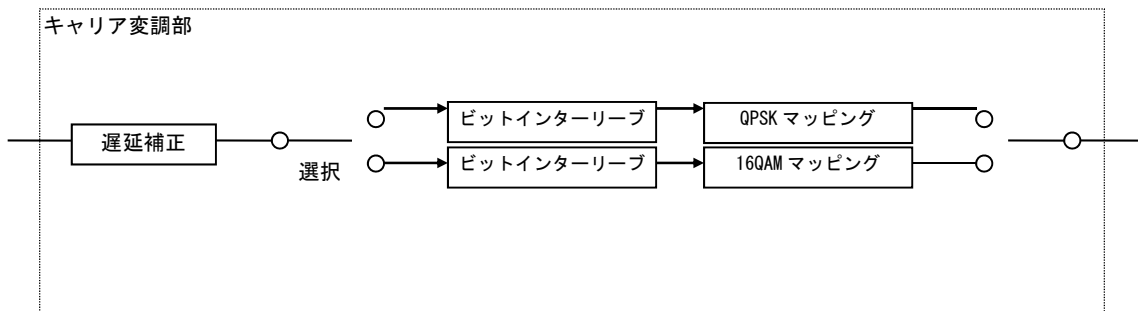 キャリア変調部
ビットインターリーブ
QPSK マッピング
遅延補正
選択
ビットインターリーブ
16QAM マッピング